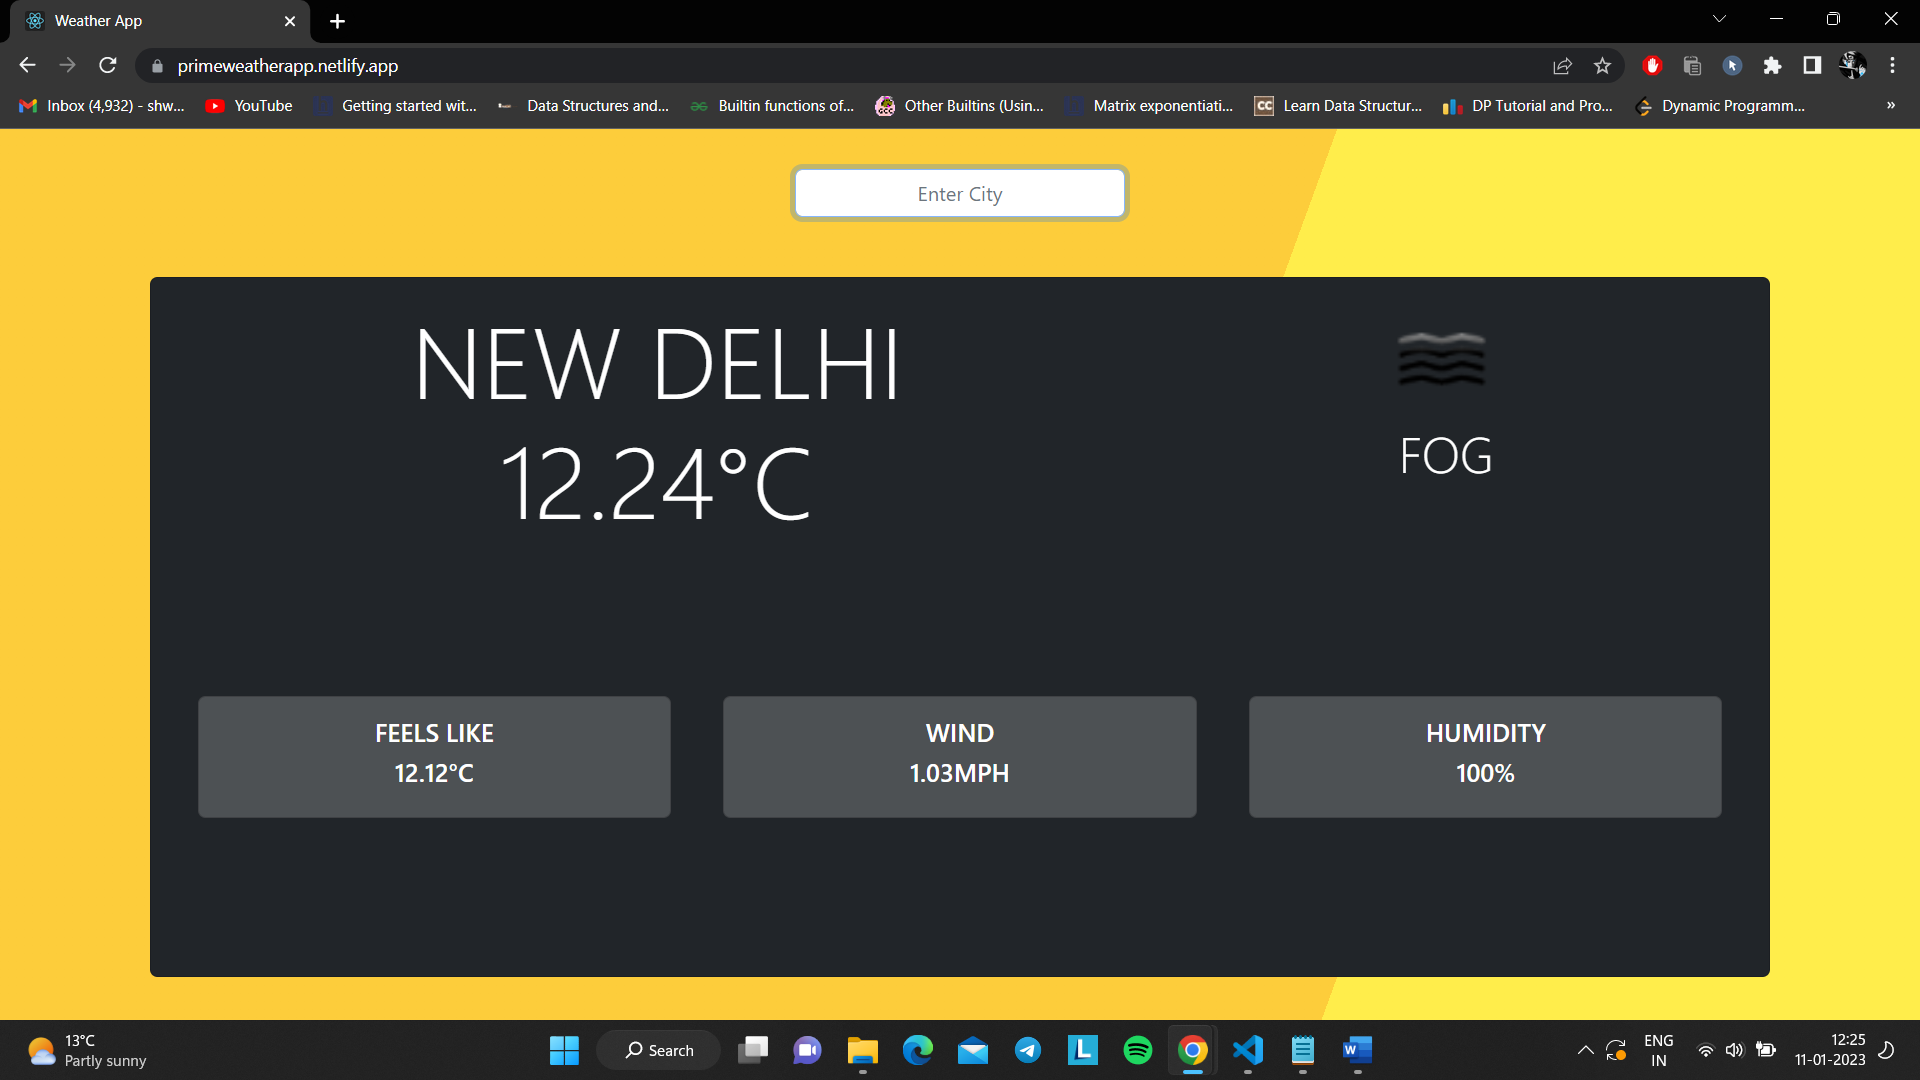 Weather App
primeweatherapp.netlify.app
Inbox (4,932) - shw... YouTube Getting started wit... Data Structures and... Builtin functions of... Other Builtins (Usin... Matrix exponentiati... CC Learn Data Structur... DP Tutorial and Pro... Dynamic Programm... »
Enter City
NEW DELHI
12.24°C
FOG
FEELS LIKE
12.12°C
WIND
1.03MPH
HUMIDITY
100%
13°C
Partly sunny
Search
L
W
ENG
IN
12:25
11-01-2023